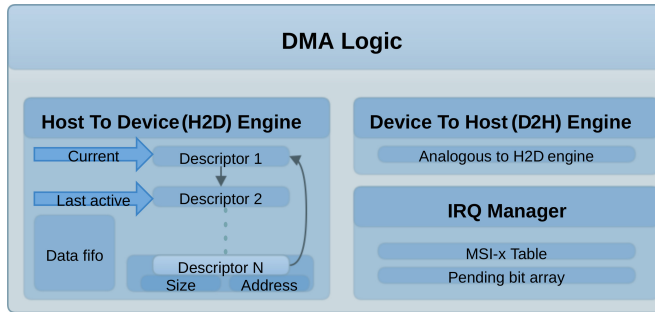 DMA Logic
Host To Device (H2D) Engine
Current
Descriptor 1
Last active
Descriptor 2
Data fifo
Descriptor N
Size
Address
Device To Host (D2H) Engine
Analogous to H2D engine
IRQ Manager
MSI-x Table
Pending bit array